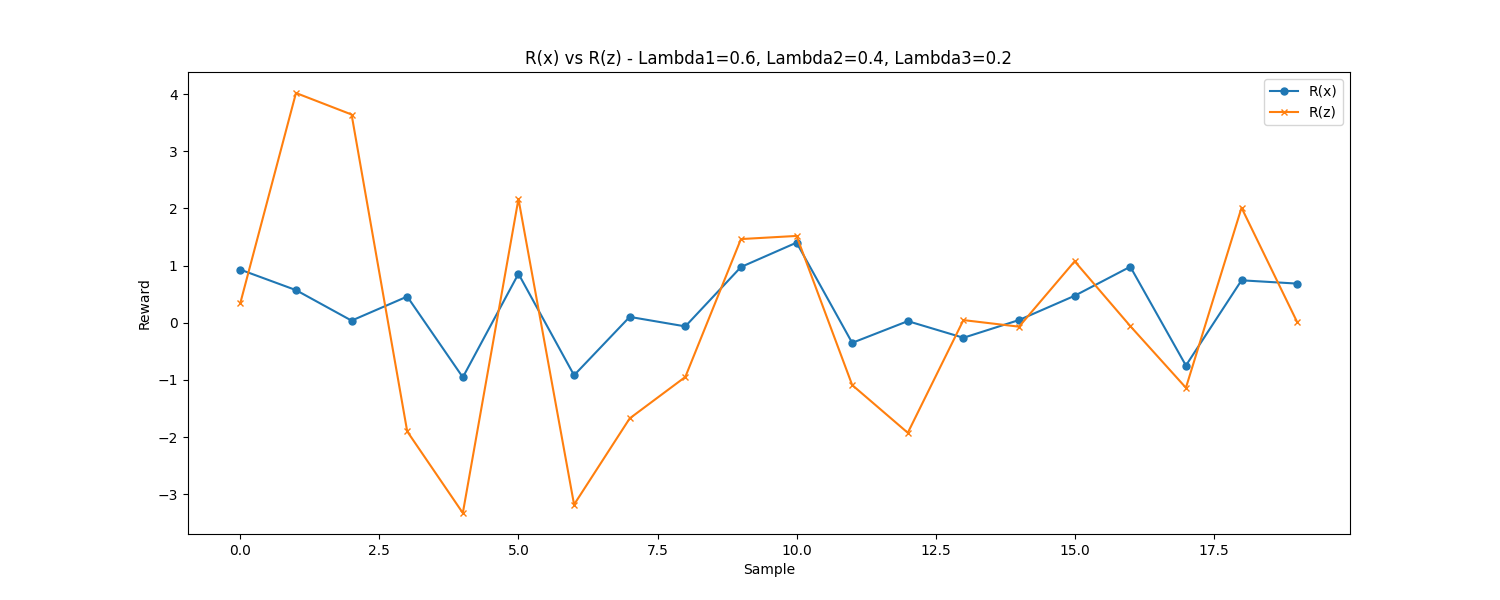 R(x) vs R(z) - Lambda1=0.6, Lambda2=0.4, Lambda3=0.2
R(x)
R(z)
Reward
4
3
2
1
0
−1
−2
−3
0.0 2.5 5.0 7.5 10.0 12.5 15.0 17.5
Sample